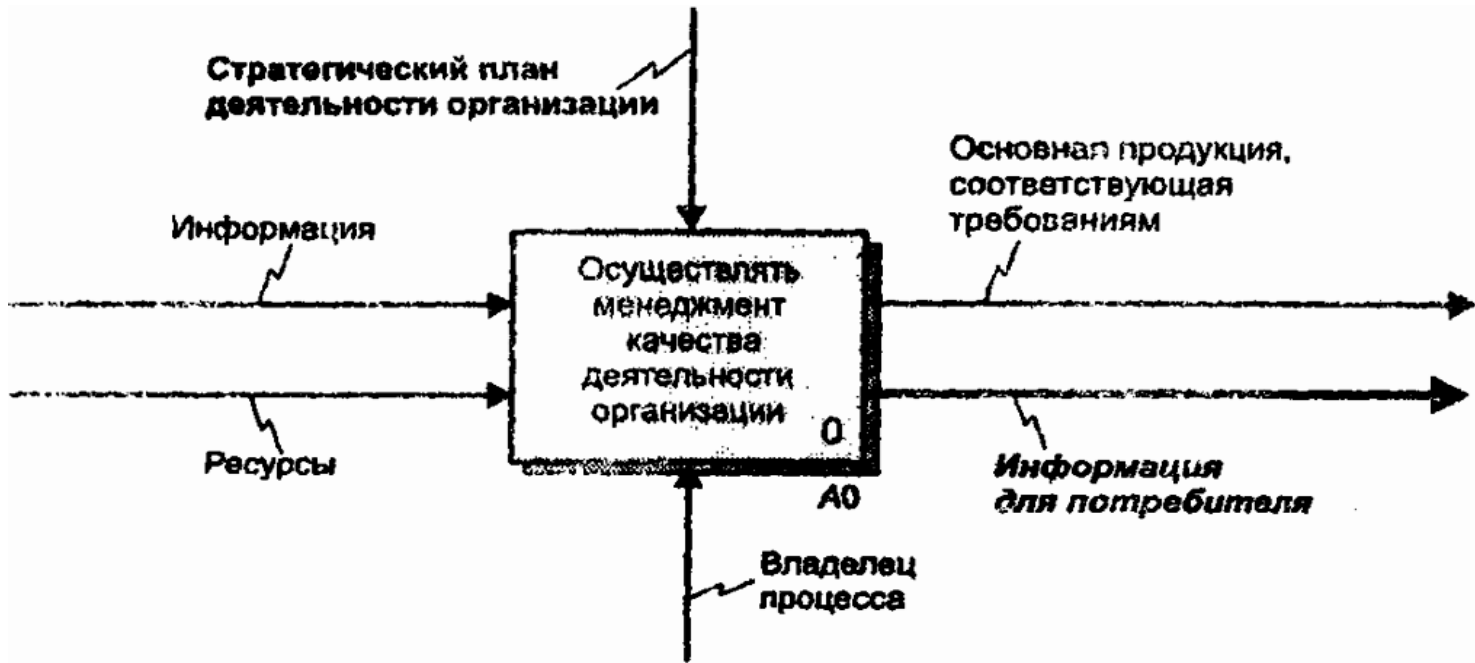 Стратегический план
деятельности организации
Основная продукция,
соответствующая
требованиям
Информация
Осуществлять
менеджмент
качества
деятельности
организации
0
A0
Ресурсы
Информация
для потребителя
Владелец
процесса